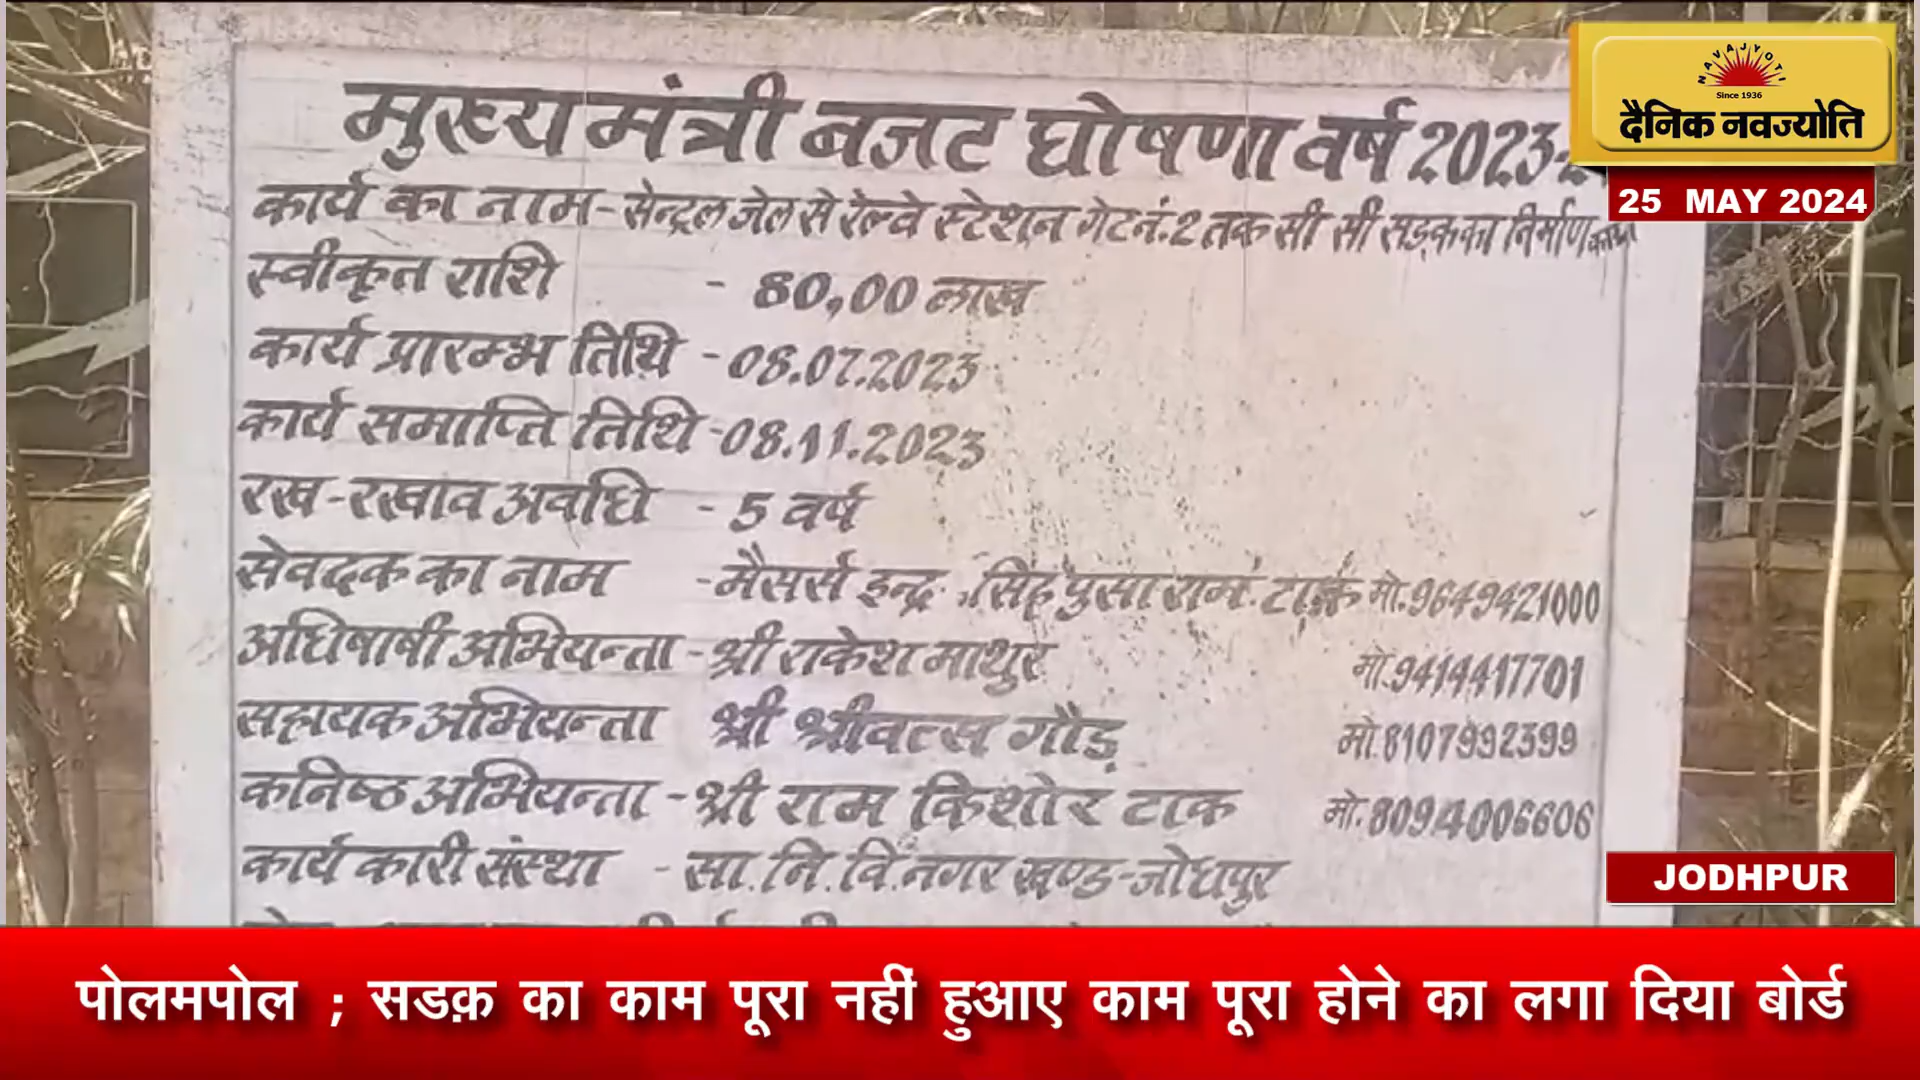 मुख्य मंत्री बजट घोषणा वर्ष 2023-2
कार्य का नाम - सेन्ट्रल जेल से रेल्वे स्टेशन गेट नं. 2 तक सी सी सड़क का निर्माण कार्य
स्वीकृत राशि - 80,00 लाख
कार्य प्रारम्भ तिथि - 08.07.2023
कार्य समाप्ति तिथि - 08.11.2023
रख-रखाव अवधि - 5 वर्ष
सेवदक का नाम - मैसर्स इन्द्र सिंह पुसा राम टाक मो. 9649421000
अधिषाषी अभियन्ता - श्री राकेश माथुर मो. 9414417701
सहायक अभियन्ता श्री श्रीवत्स गौड़ मो. 8107992399
कनिष्ठ अभियन्ता - श्री राम किशोर टाक मो. 8094006606
कार्य कारी संस्था - सा. नि. वि. नगर खण्ड-जोधपुर
NAVAJYOTI
Since 1936
दैनिक नवज्योति
25 MAY 2024
JODHPUR
पोलमपोल ; सडक़ का काम पूरा नहीं हुआए काम पूरा होने का लगा दिया बोर्ड